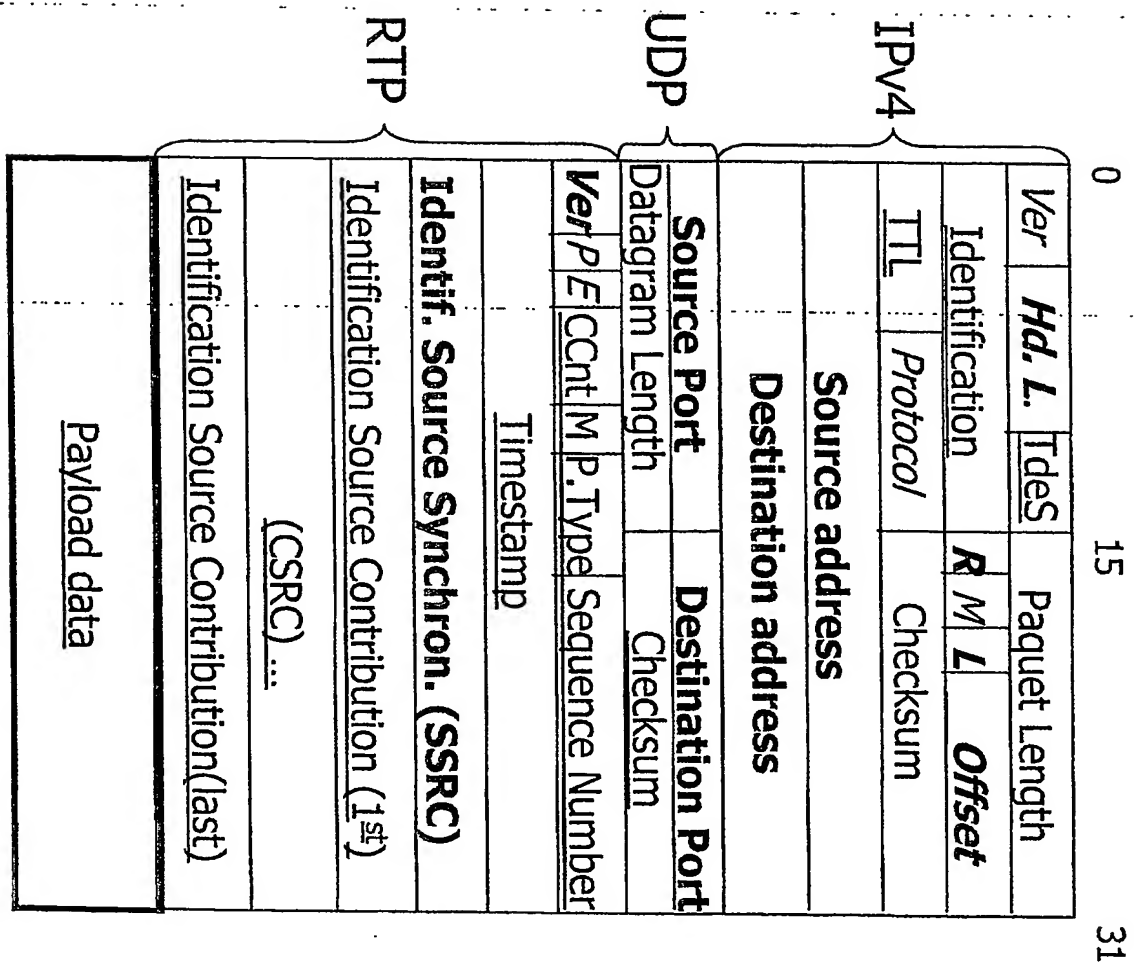 0 15 31
IPv4
Ver Hd. L. TdeS Paquet Length
Identification R M L Offset
TTL Protocol Checksum
Source address
Destination address
UDP
Source Port Destination Port
Datagram Length Checksum
RTP
Ver P E CCnt M P.Type Sequence Number
Timestamp
Identif. Source Synchron. (SSRC)
Identification Source Contribution (1st)
(CSRC) ...
Identification Source Contribution(last)
Payload data